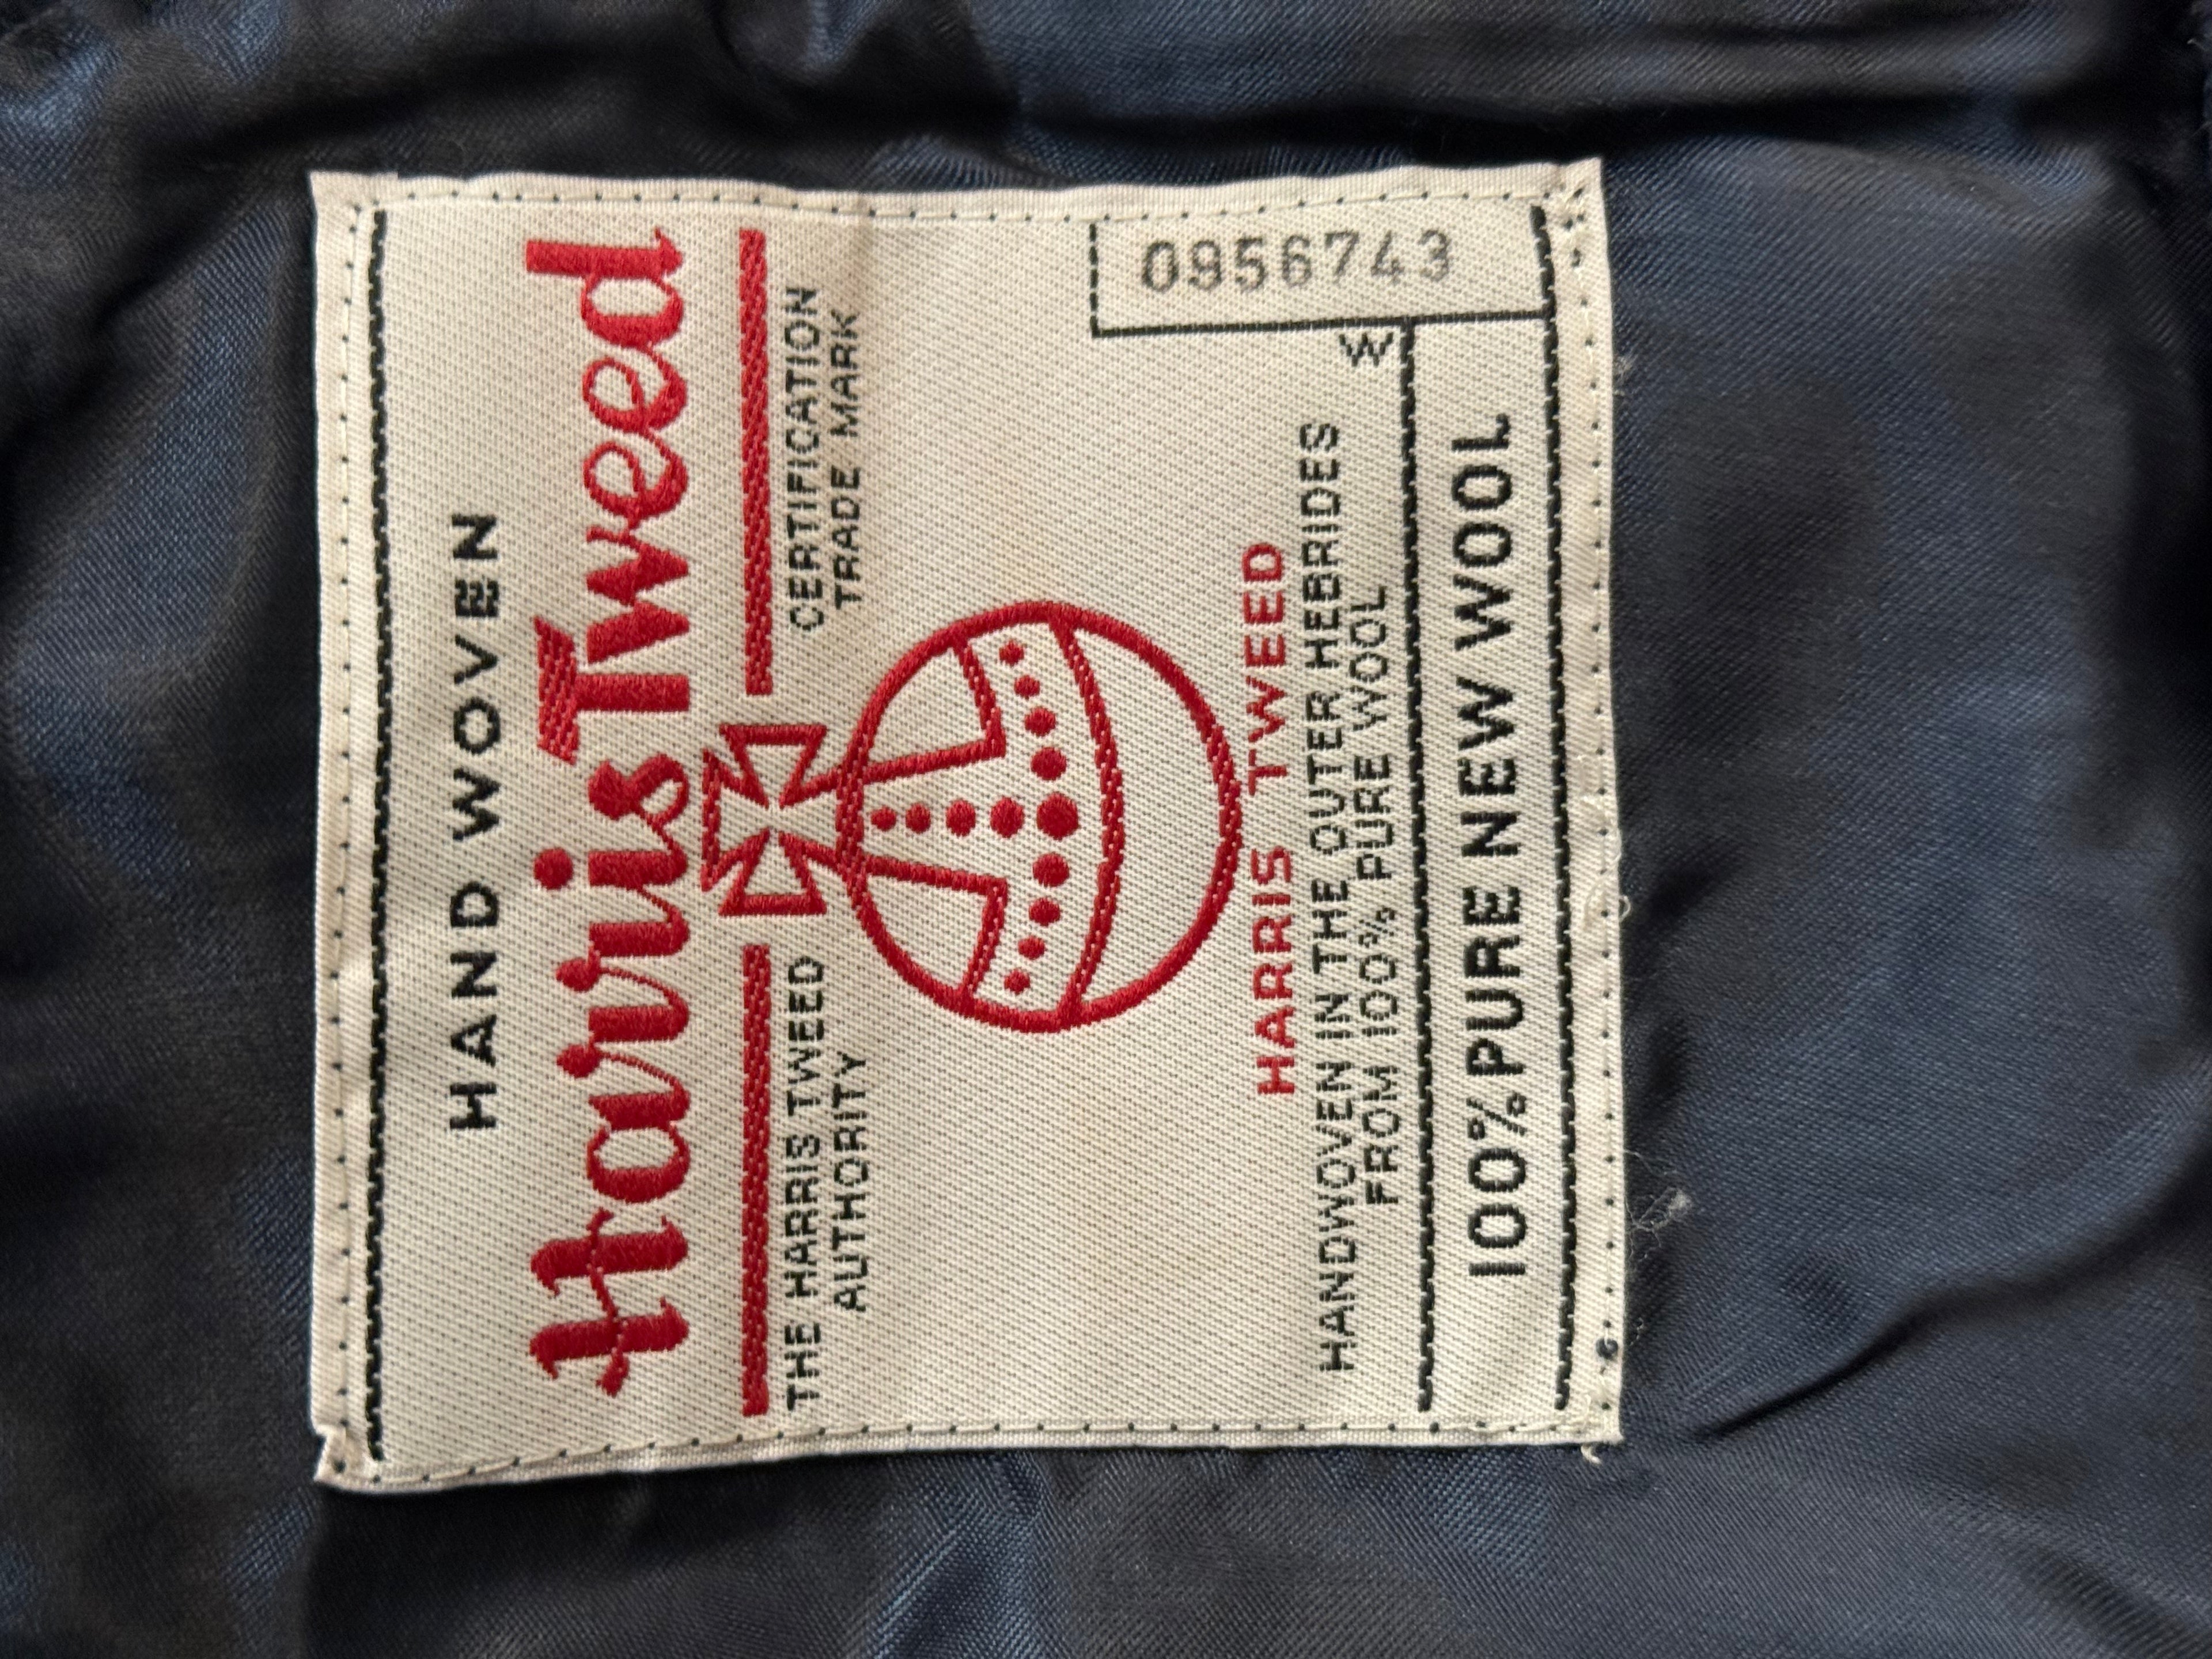 HAND WOVEN
Harris Tweed
THE HARRIS TWEED
AUTHORITY
CERTIFICATION
TRADE MARK
HARRIS TWEED
HANDWOVEN IN THE OUTER HEBRIDES
FROM 100% PURE WOOL
W
0956743
100% PURE NEW WOOL